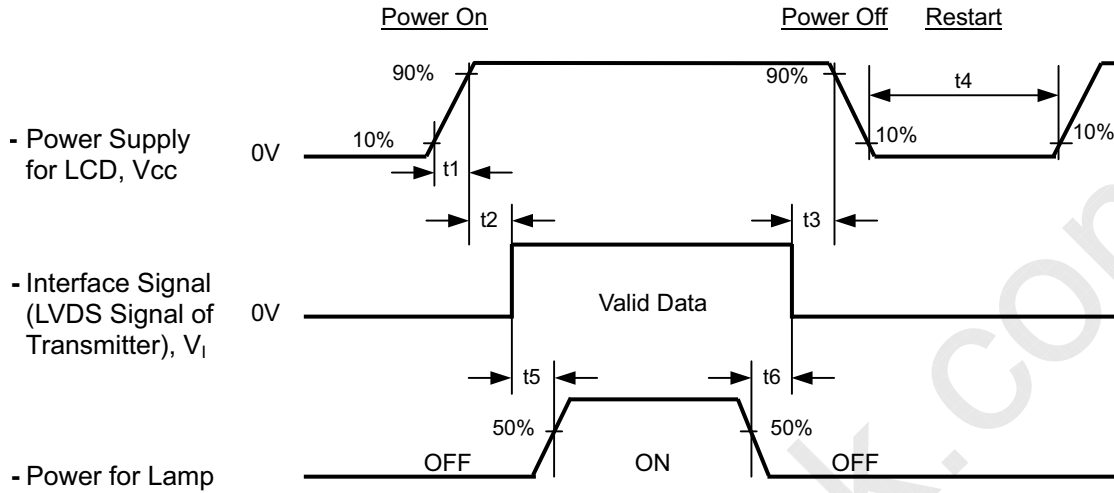 Power On
Power Off
Restart
90%
90%
t4
- Power Supply
for LCD, Vcc
0V
10%
10%
10%
t1
t2
t3
- Interface Signal
(LVDS Signal of
Transmitter), VI
0V
Valid Data
t5
t6
50%
50%
- Power for Lamp
OFF
ON
OFF
k.com